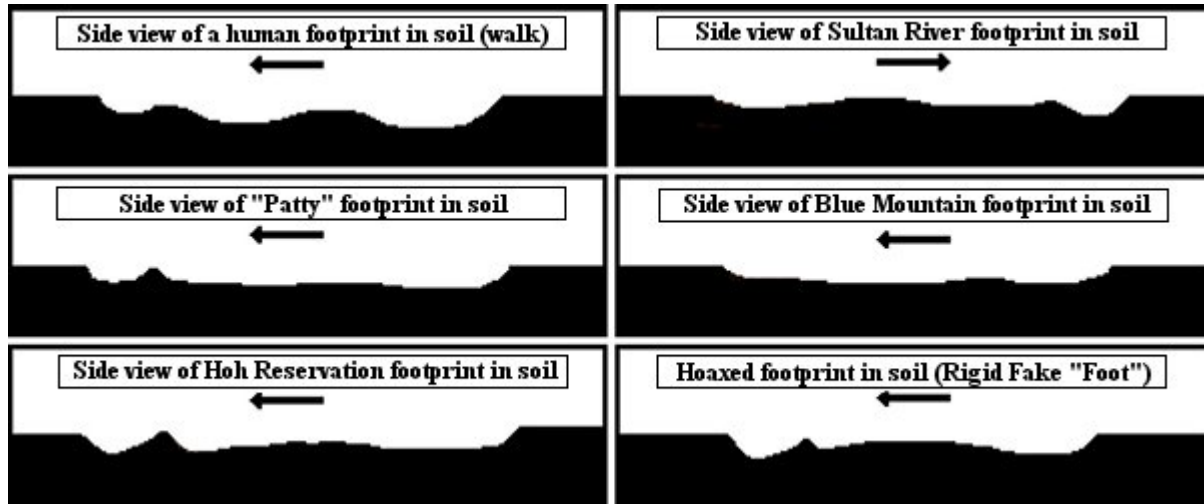 Side view of a human footprint in soil (walk)
Side view of Sultan River footprint in soil
Side view of "Patty" footprint in soil
Side view of Blue Mountain footprint in soil
Side view of Hoh Reservation footprint in soil
Hoaxed footprint in soil (Rigid Fake "Foot")